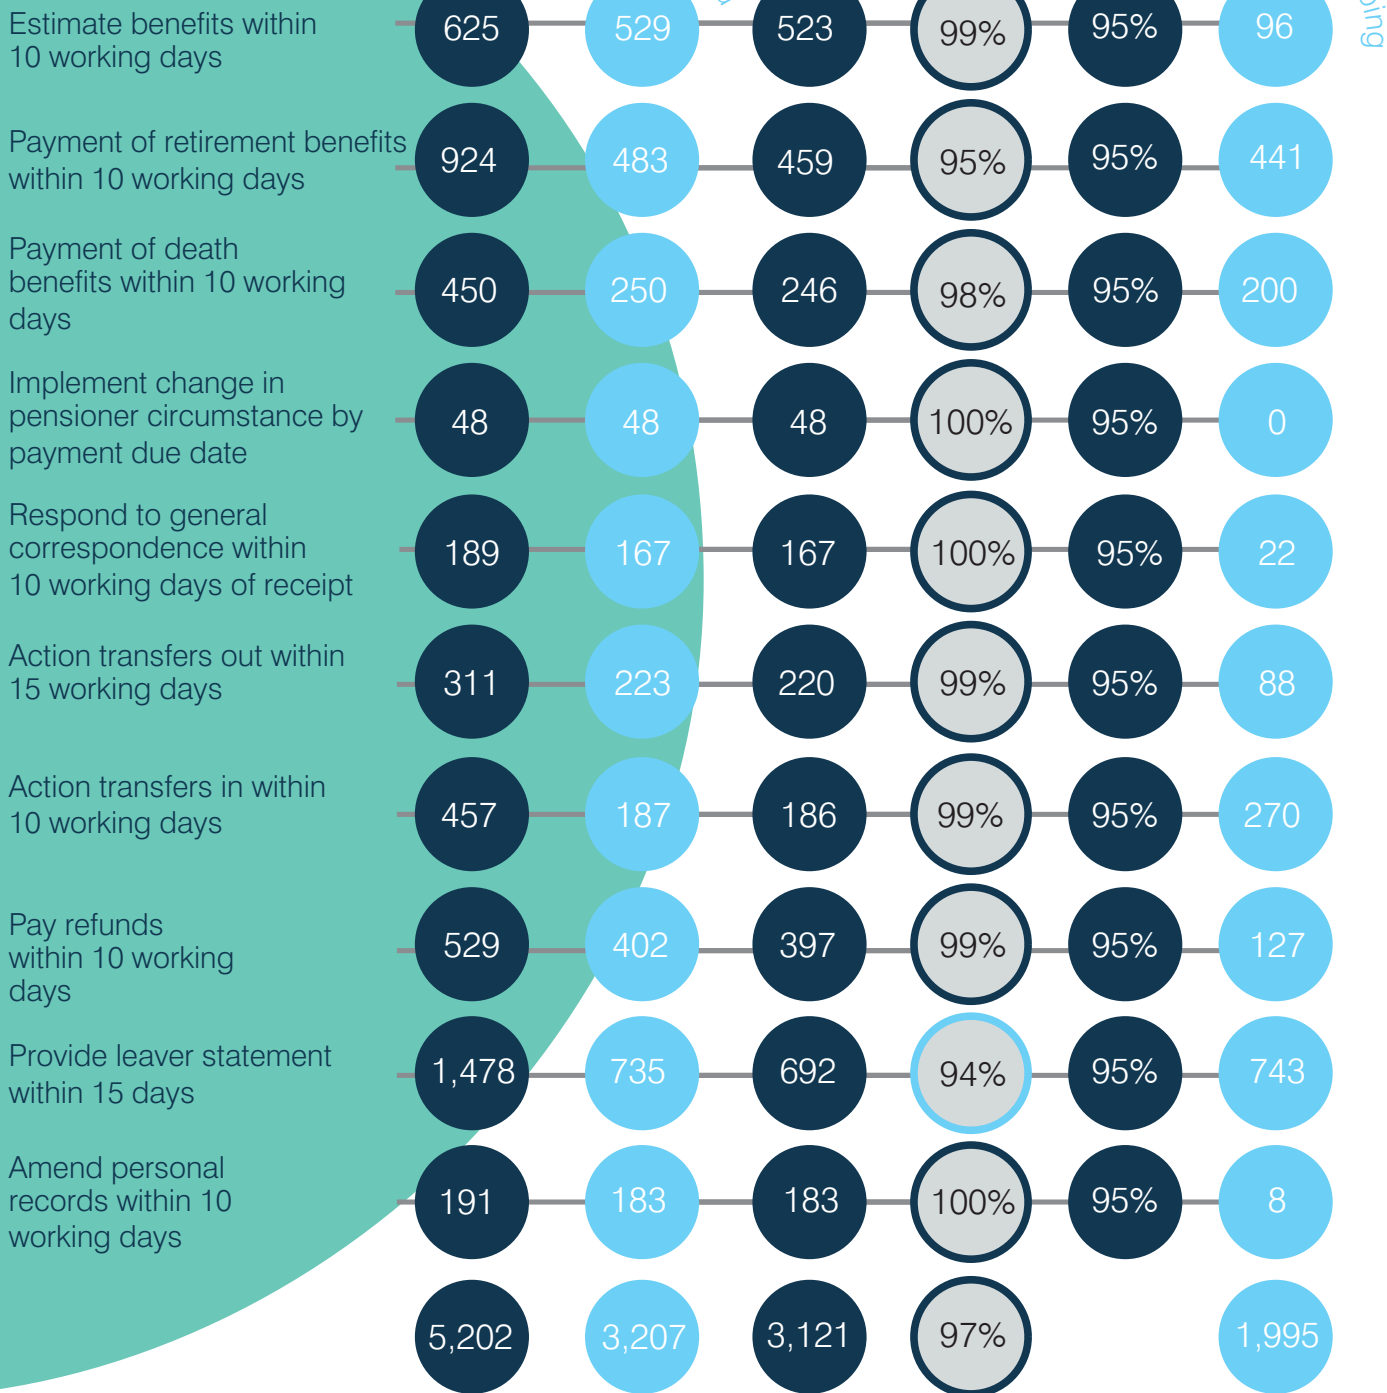 Estimate benefits within
10 working days
625 529 523 99% 95% 96
Payment of retirement benefits
within 10 working days
924 483 459 95% 95% 441
Payment of death
benefits within 10 working
days
450 250 246 98% 95% 200
Implement change in
pensioner circumstance by
payment due date
48 48 48 100% 95% 0
Respond to general
correspondence within
10 working days of receipt
189 167 167 100% 95% 22
Action transfers out within
15 working days
311 223 220 99% 95% 88
Action transfers in within
10 working days
457 187 186 99% 95% 270
Pay refunds
within 10 working
days
529 402 397 99% 95% 127
Provide leaver statement
within 15 days
1,478 735 692 94% 95% 743
Amend personal
records within 10
working days
191 183 183 100% 95% 8
5,202 3,207 3,121 97% 1,995